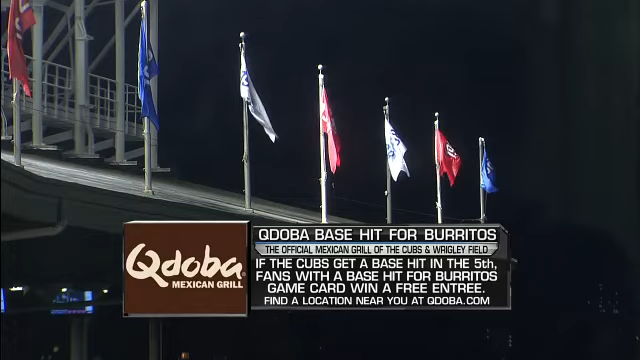 Qdoba
MEXICAN GRILL
QDOBA BASE HIT FOR BURRITOS
THE OFFICIAL MEXICAN GRILL OF THE CUBS & WRIGLEY FIELD
IF THE CUBS GET A BASE HIT IN THE 5th,
FANS WITH A BASE HIT FOR BURRITOS
GAME CARD WIN A FREE ENTREE.
FIND A LOCATION NEAR YOU AT QDOBA.COM